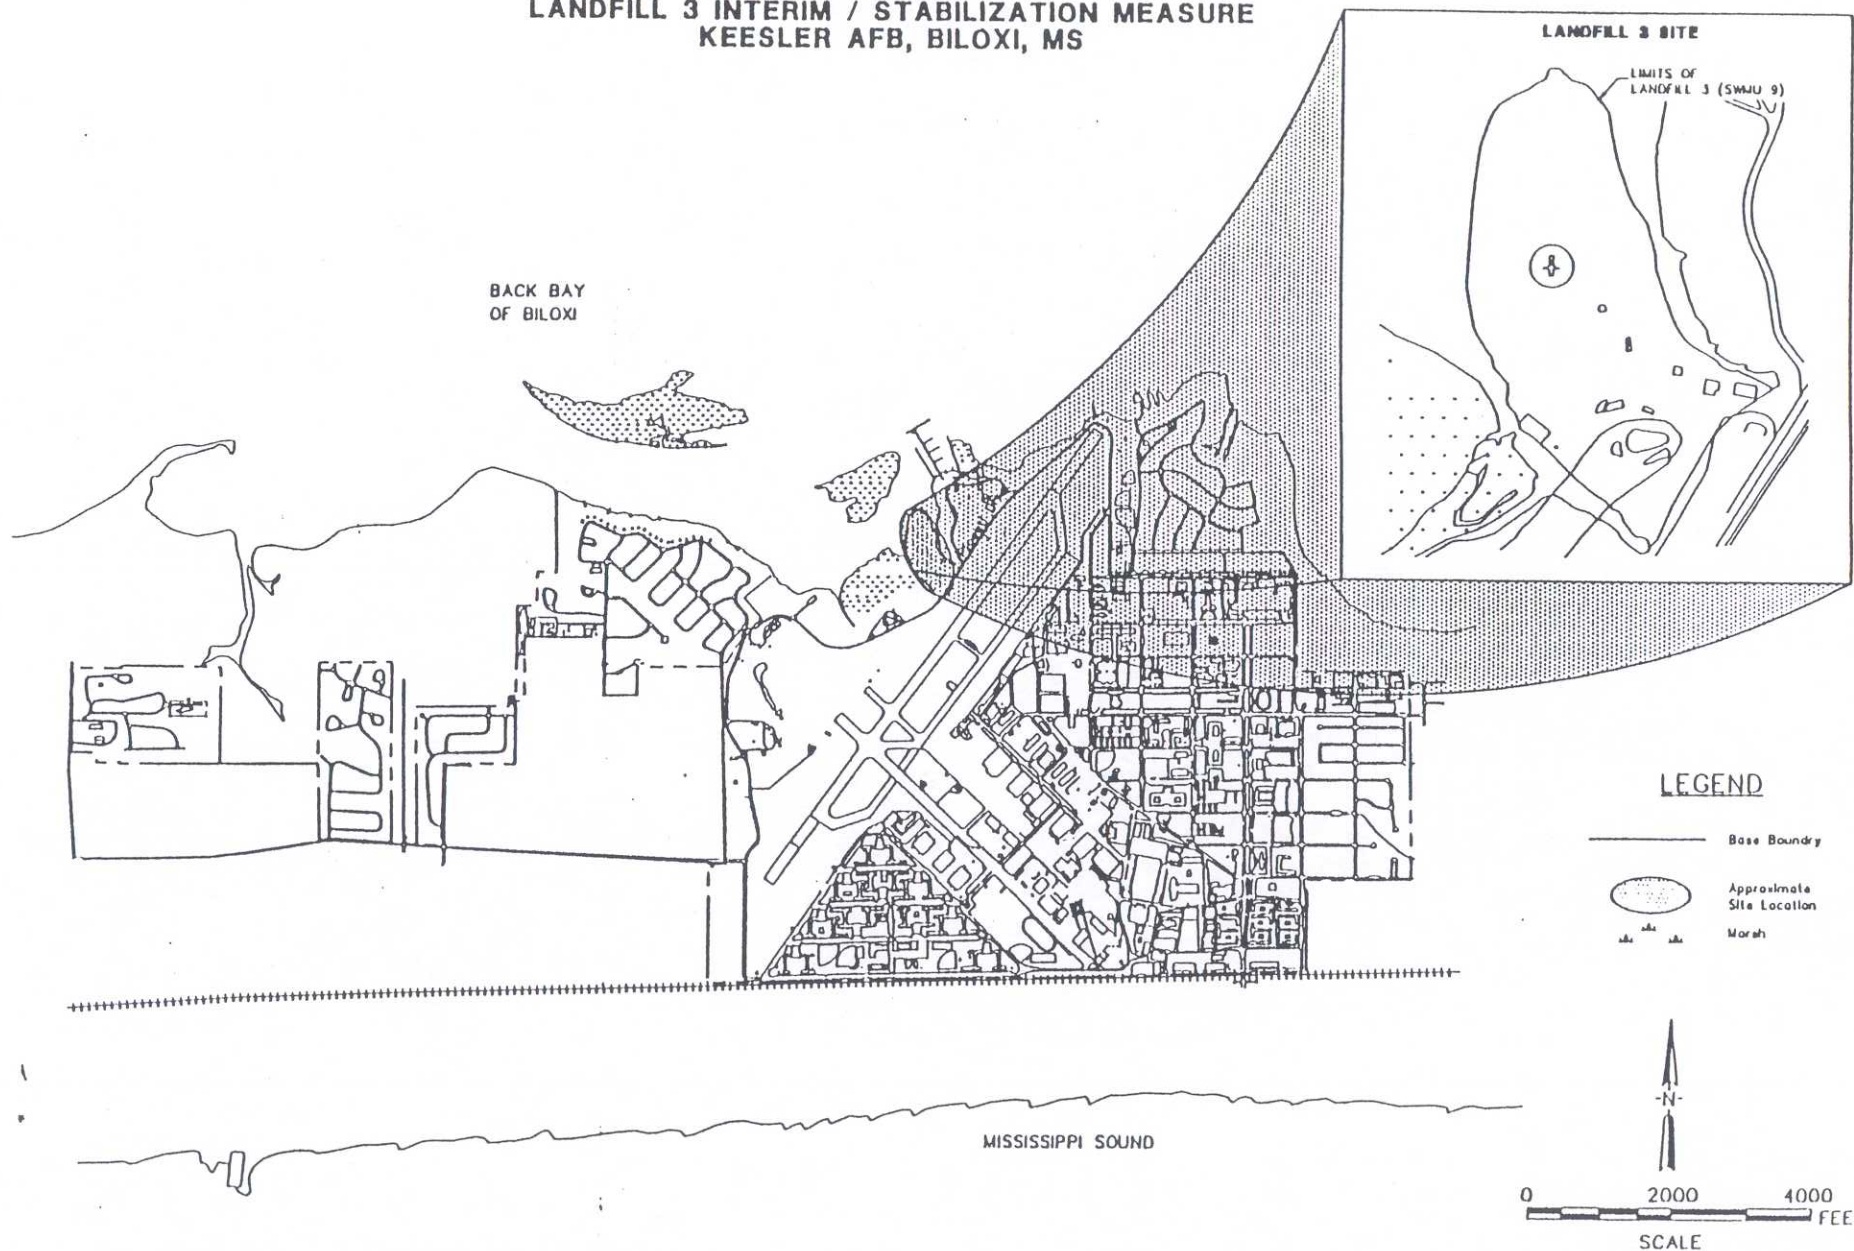 LANDFILL 3 INTERIM / STABILIZATION MEASURE
KEESLER AFB, BILOXI, MS
LANDFILL 3 SITE
LIMITS OF
LANDFILL 3 (SWMU 9)
BACK BAY
OF BILOXI
LEGEND
Base Boundry
Approximate
Site Location
Marsh
-N-
MISSISSIPPI SOUND
0 2000 4000
FEE
SCALE